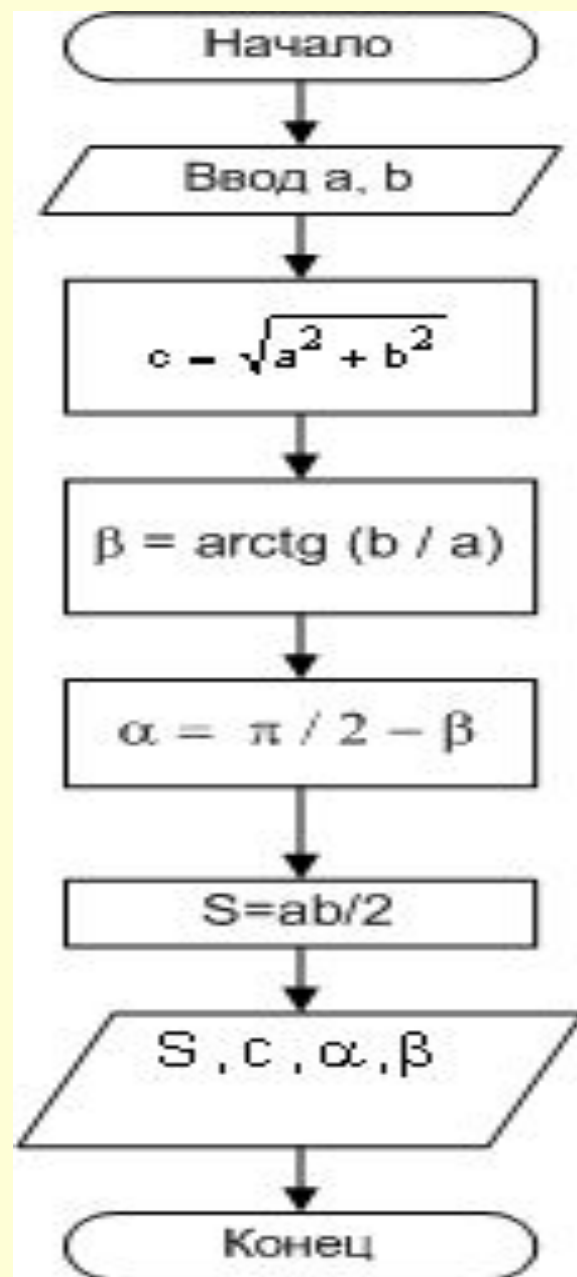 Начало
Ввод a, b
c = √a² + b²
β = arctg (b / a)
α = π / 2 – β
S=ab/2
S , c , α , β
Конец